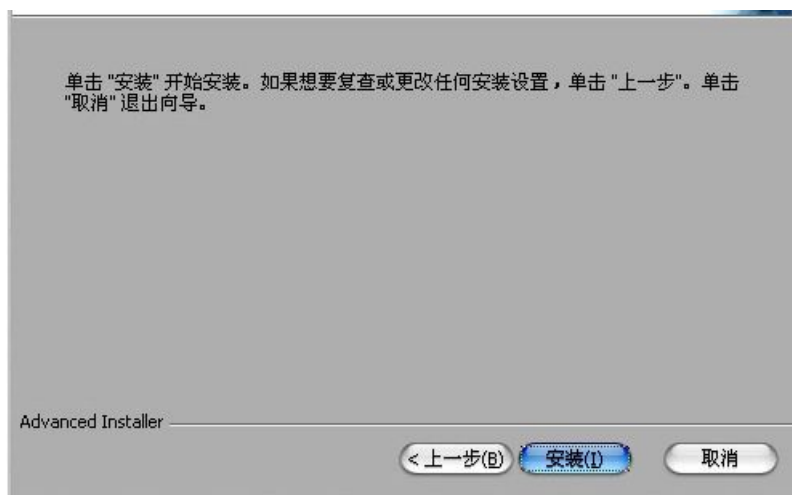 单击 "安装" 开始安装。如果想要复查或更改任何安装设置，单击 "上一步"。单击
"取消" 退出向导。
Advanced Installer
< 上一步(B)
安装(I)
取消